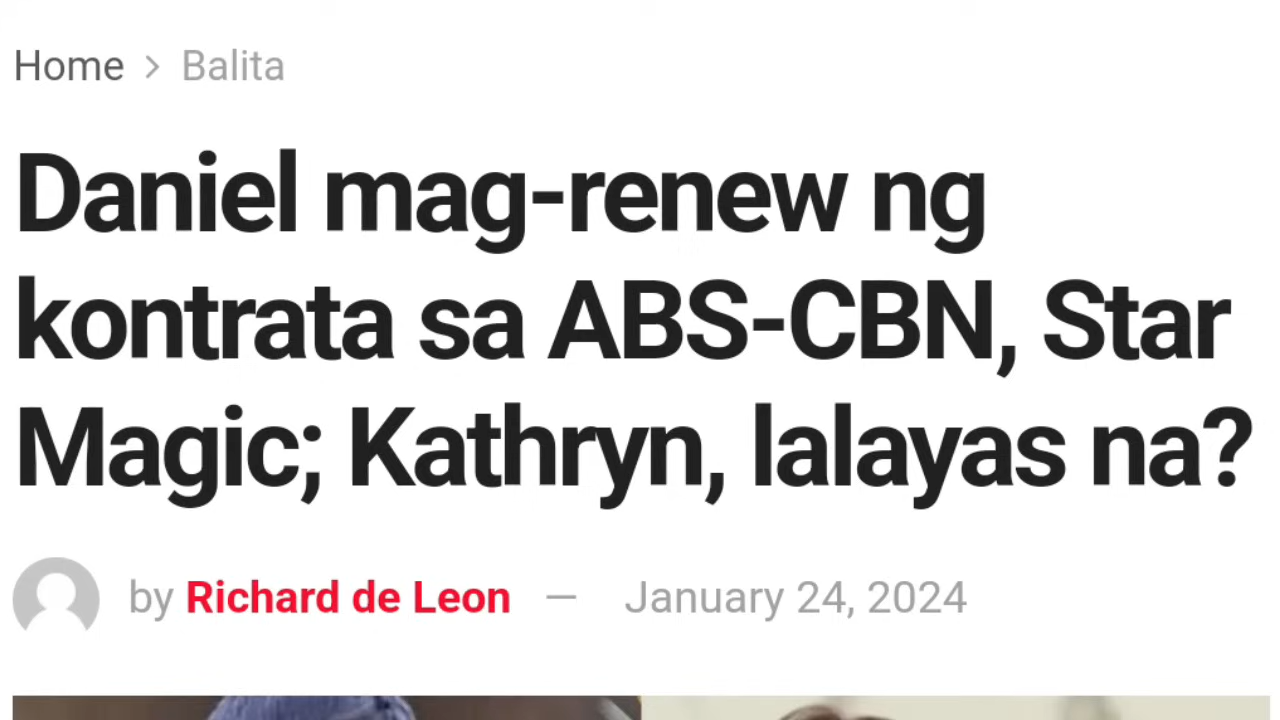 Home > Balita
Daniel mag-renew ng
kontrata sa ABS-CBN, Star
Magic; Kathryn, lalayas na?
by Richard de Leon — January 24, 2024